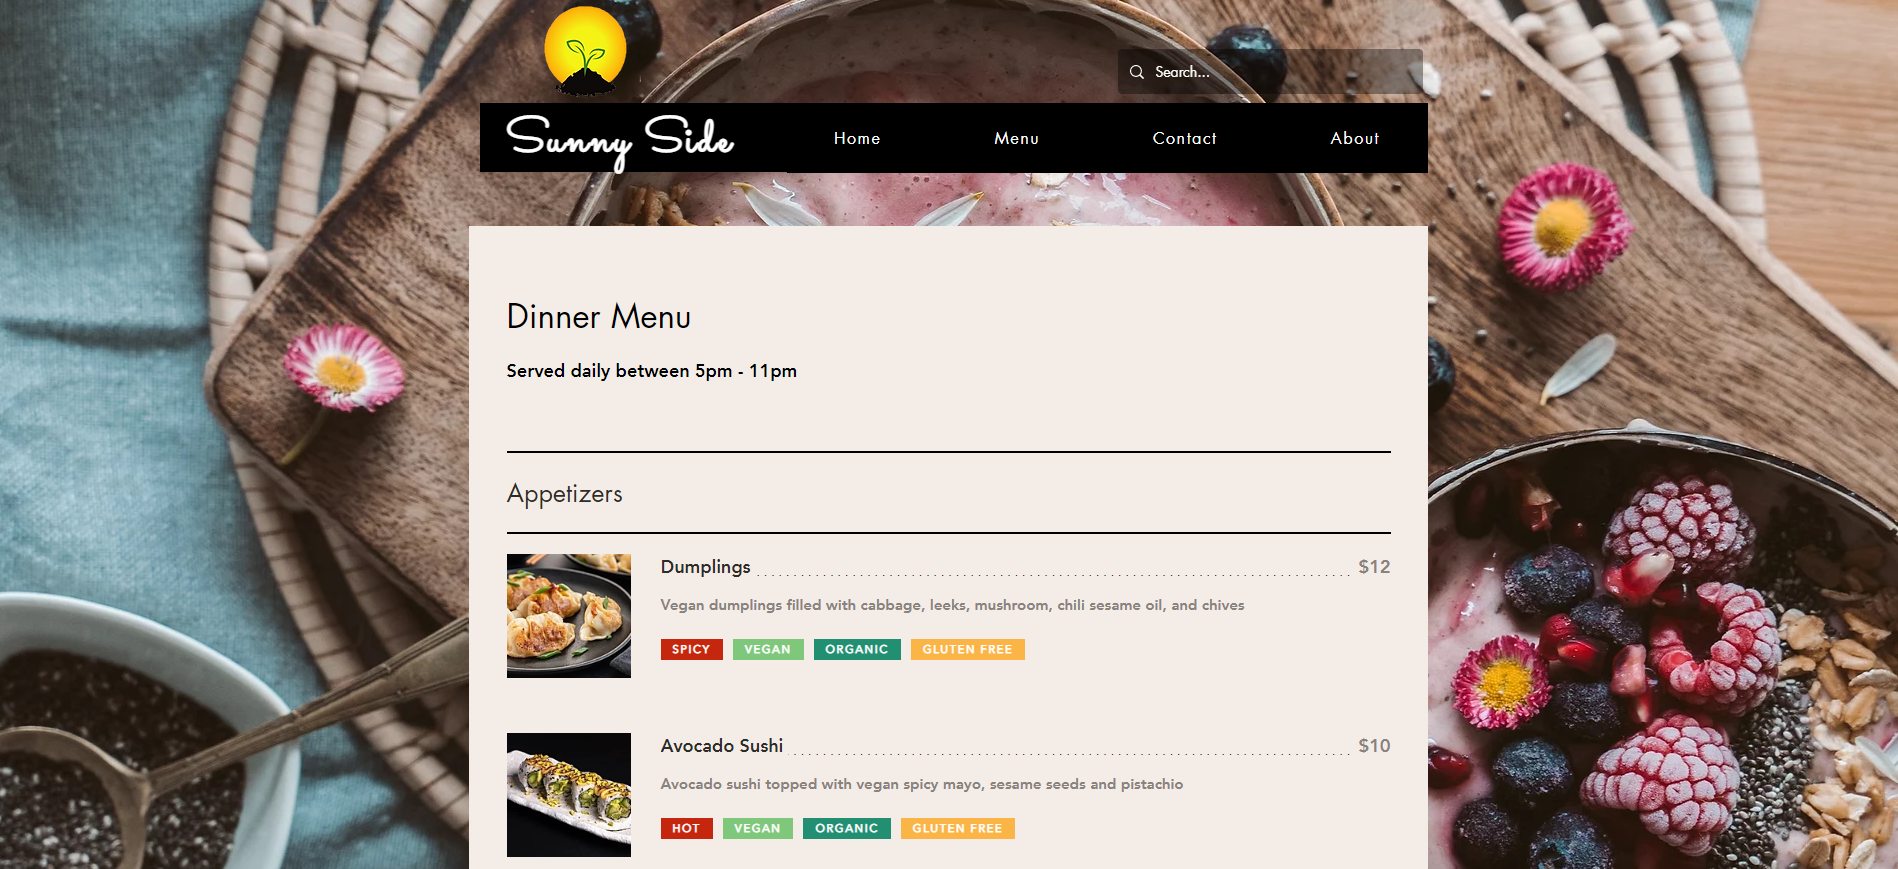 Search...
Sunny Side
Home
Menu
Contact
About
Dinner Menu
Served daily between 5pm - 11pm
Appetizers
Dumplings $12
Vegan dumplings filled with cabbage, leeks, mushroom, chili sesame oil, and chives
SPICY VEGAN ORGANIC GLUTEN FREE
Avocado Sushi $10
Avocado sushi topped with vegan spicy mayo, sesame seeds and pistachio
HOT VEGAN ORGANIC GLUTEN FREE